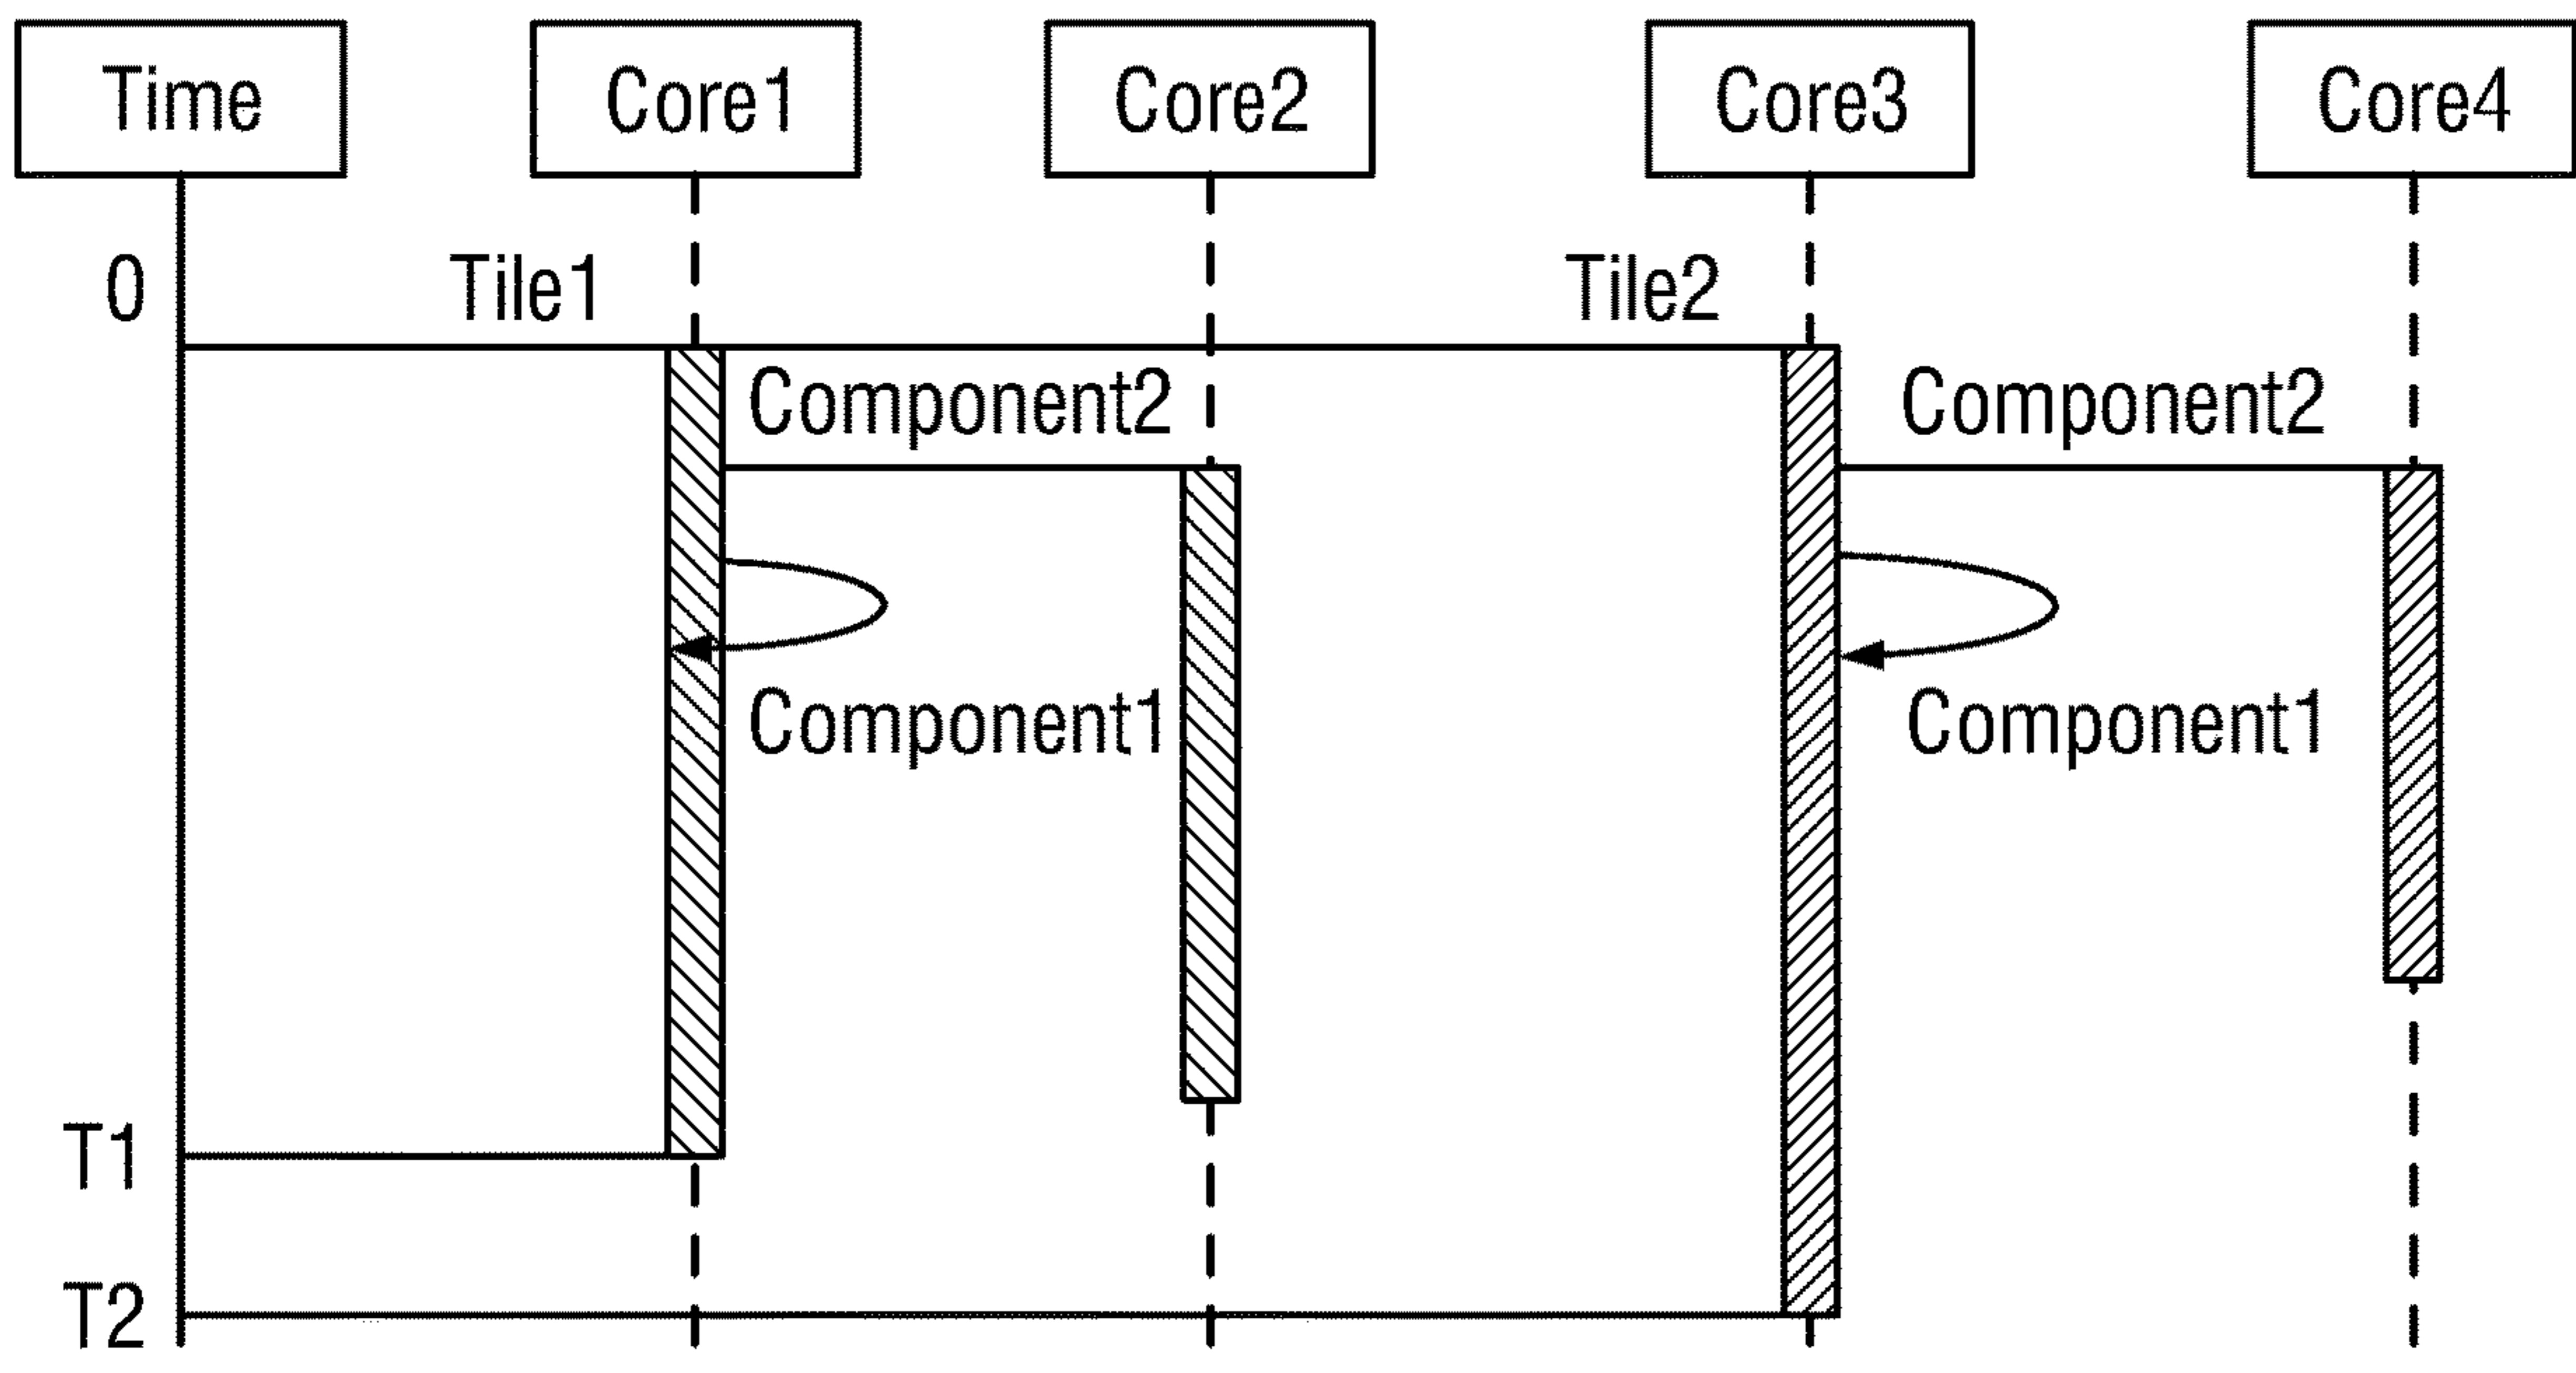 Time
Core1
Core2
Core3
Core4
0
Tile1
Tile2
Component2
Component2
Component1
Component1
T1
T2